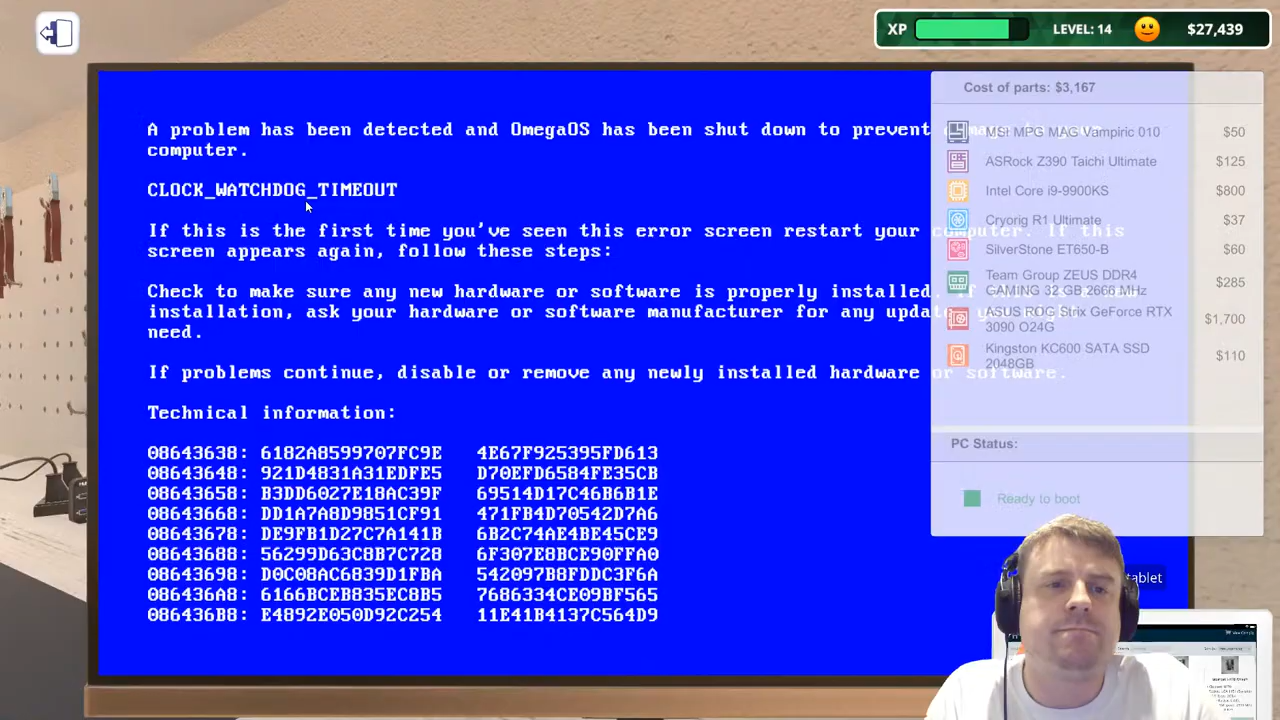 XP
LEVEL: 14
$27,439
A problem has been detected and OmegaOS has been shut down to prevent
computer.
CLOCK_WATCHDOG_TIMEOUT
If this is the first time you've seen this error screen restart your computer. If this
screen appears again, follow these steps:
Check to make sure any new hardware or software is properly installed.
installation, ask your hardware or software manufacturer for any
need.
If problems continue, disable or remove any newly installed hardware or software.
Technical information:
08643638: 6182A8599707FC9E 4E67F925395FD613
08643648: 921D4831A31EDFE5 D70EFD6584FE35CB
08643658: B3DD6027E18AC39F 69514D17C46B6B1E
08643668: DD1A7A8D9851CF91 471FB4D70542D7A6
08643678: DE9FB1D27C7A141B 6B2C74AE4BE45CE9
08643688: 56299D63C8B7C728 6F307E8BCE90FFA0
08643698: D0C08AC6839D1FBA 542097B8FDDC3F6A
086436A8: 6166BCEB835EC8B5 7686334CE09BF565
086436B8: E4892E050D92C254 11E41B4137C564D9
Cost of parts: $3,167
MSI MPG MAG Vampiric 010 $50
ASRock Z390 Taichi Ultimate $125
Intel Core i9-9900KS $800
Cryorig R1 Ultimate $37
SilverStone ET650-B $60
Team Group ZEUS DDR4
GAMING 32 GB 2666 MHz $285
ASUS ROG Strix GeForce RTX
3090 O24G $1,700
Kingston KC600 SATA SSD
2048GB $110
PC Status:
Ready to boot
tablet